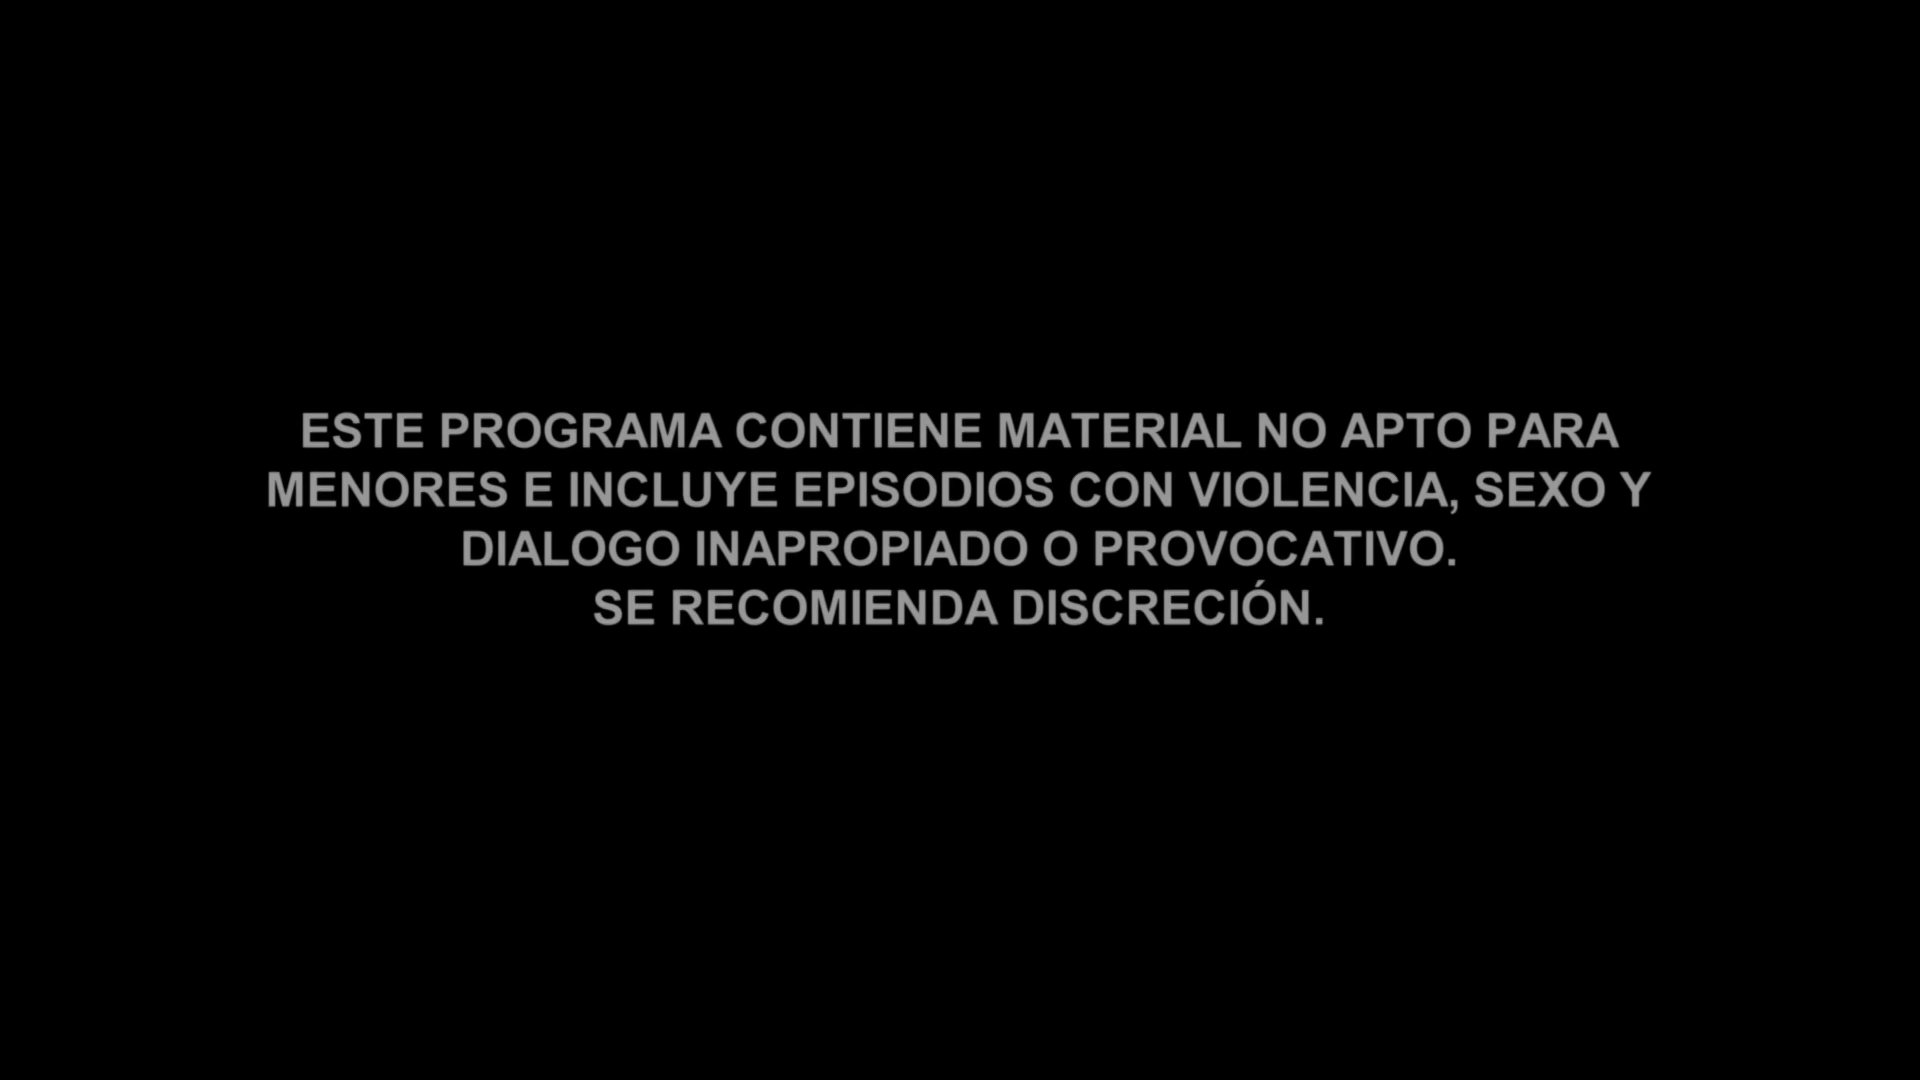 ESTE PROGRAMA CONTIENE MATERIAL NO APTO PARA
MENORES E INCLUYE EPISODIOS CON VIOLENCIA, SEXO Y
DIALOGO INAPROPIADO O PROVOCATIVO.
SE RECOMIENDA DISCRECIÓN.